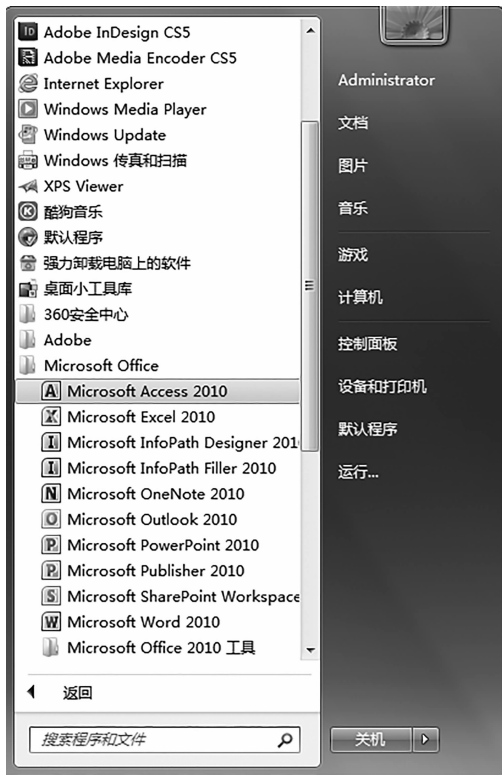 Adobe InDesign CS5
Adobe Media Encoder CS5
Internet Explorer
Windows Media Player
Windows Update
Windows 传真和扫描
XPS Viewer
酷狗音乐
默认程序
强力卸载电脑上的软件
桌面小工具库
360安全中心
Adobe
Microsoft Office
Microsoft Access 2010
Microsoft Excel 2010
Microsoft InfoPath Designer 201
Microsoft InfoPath Filler 2010
Microsoft OneNote 2010
Microsoft Outlook 2010
Microsoft PowerPoint 2010
Microsoft Publisher 2010
Microsoft SharePoint Workspace
Microsoft Word 2010
Microsoft Office 2010 工具
返回
搜索程序和文件
Administrator
文档
图片
音乐
游戏
计算机
控制面板
设备和打印机
默认程序
运行...
关机